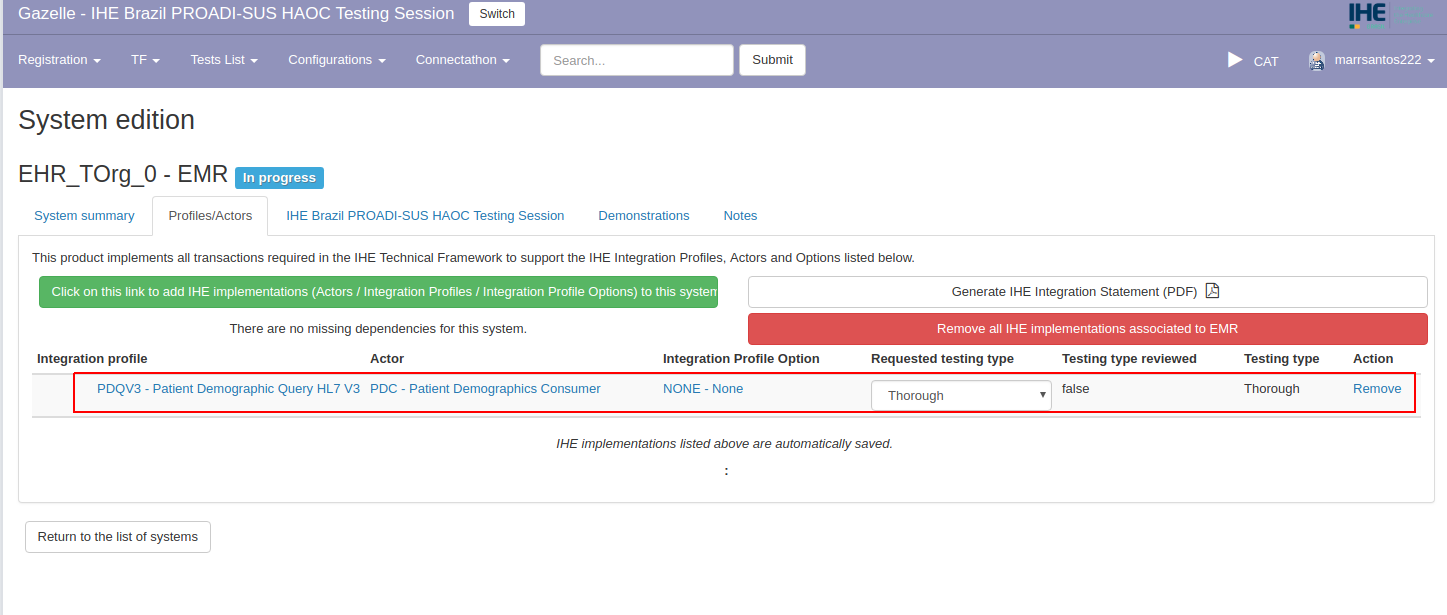 Gazelle - IHE Brazil PROADI-SUS HAOC Testing Session Switch IHE
Registration TF Tests List Configurations Connectathon Search... Submit CAT marrsantos222
System edition
EHR_TOrg_0 - EMR In progress
System summary Profiles/Actors IHE Brazil PROADI-SUS HAOC Testing Session Demonstrations Notes
This product implements all transactions required in the IHE Technical Framework to support the IHE Integration Profiles, Actors and Options listed below.
Click on this link to add IHE implementations (Actors / Integration Profiles / Integration Profile Options) to this system Generate IHE Integration Statement (PDF)
There are no missing dependencies for this system. Remove all IHE implementations associated to EMR
Integration profile Actor Integration Profile Option Requested testing type Testing type reviewed Testing type Action
PDQV3 - Patient Demographic Query HL7 V3 PDC - Patient Demographics Consumer NONE - None Thorough false Thorough Remove
IHE implementations listed above are automatically saved.
:
Return to the list of systems